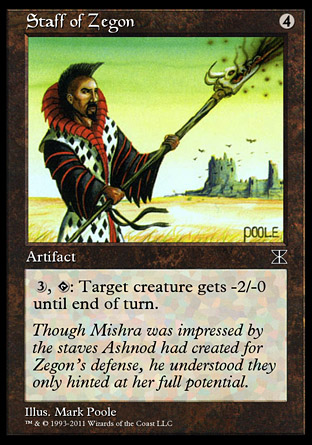 Staff of Zegon 4
POOLE
Artifact
3, : Target creature gets -2/-0
until end of turn.
Though Mishra was impressed by
the staves Ashnod had created for
Zegon's defense, he understood they
only hinted at her full potential.
Illus. Mark Poole
™ & © 1993-2011 Wizards of the Coast LLC